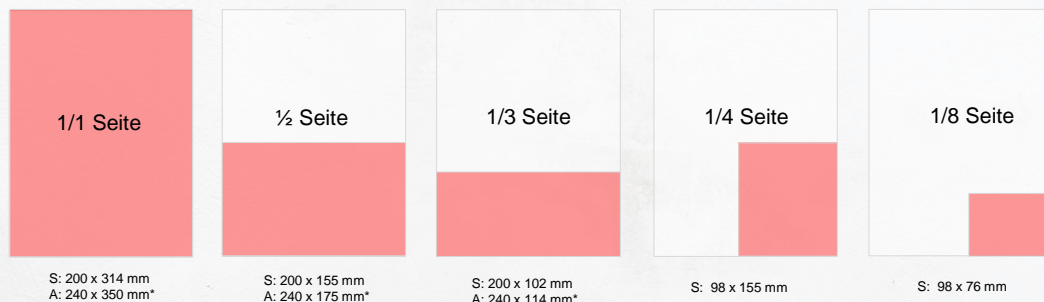 1/1 Seite
½ Seite
1/3 Seite
1/4 Seite
1/8 Seite
S: 200 x 314 mm
A: 240 x 350 mm*
S: 200 x 155 mm
A: 240 x 175 mm*
S: 200 x 102 mm
A: 240 x 114 mm*
S: 98 x 155 mm
S: 98 x 76 mm